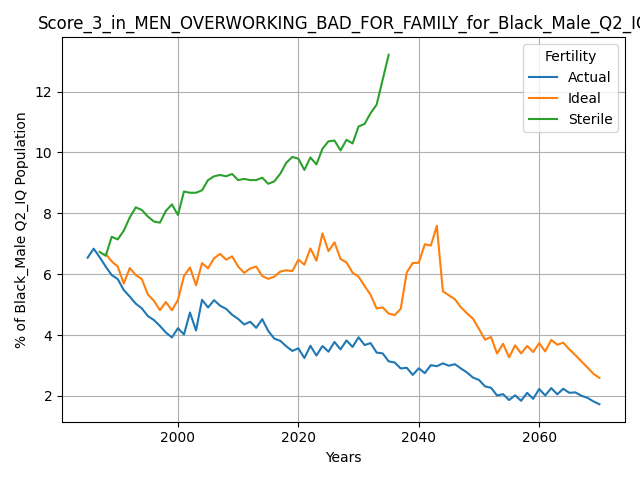 Score_3_in_MEN_OVERWORKING_BAD_FOR_FAMILY_for_Black_Male_Q2_IQ
Fertility
Actual
Ideal
Sterile
% of Black_Male Q2_IQ Population
12
10
8
6
4
2
2000 2020 2040 2060
Years